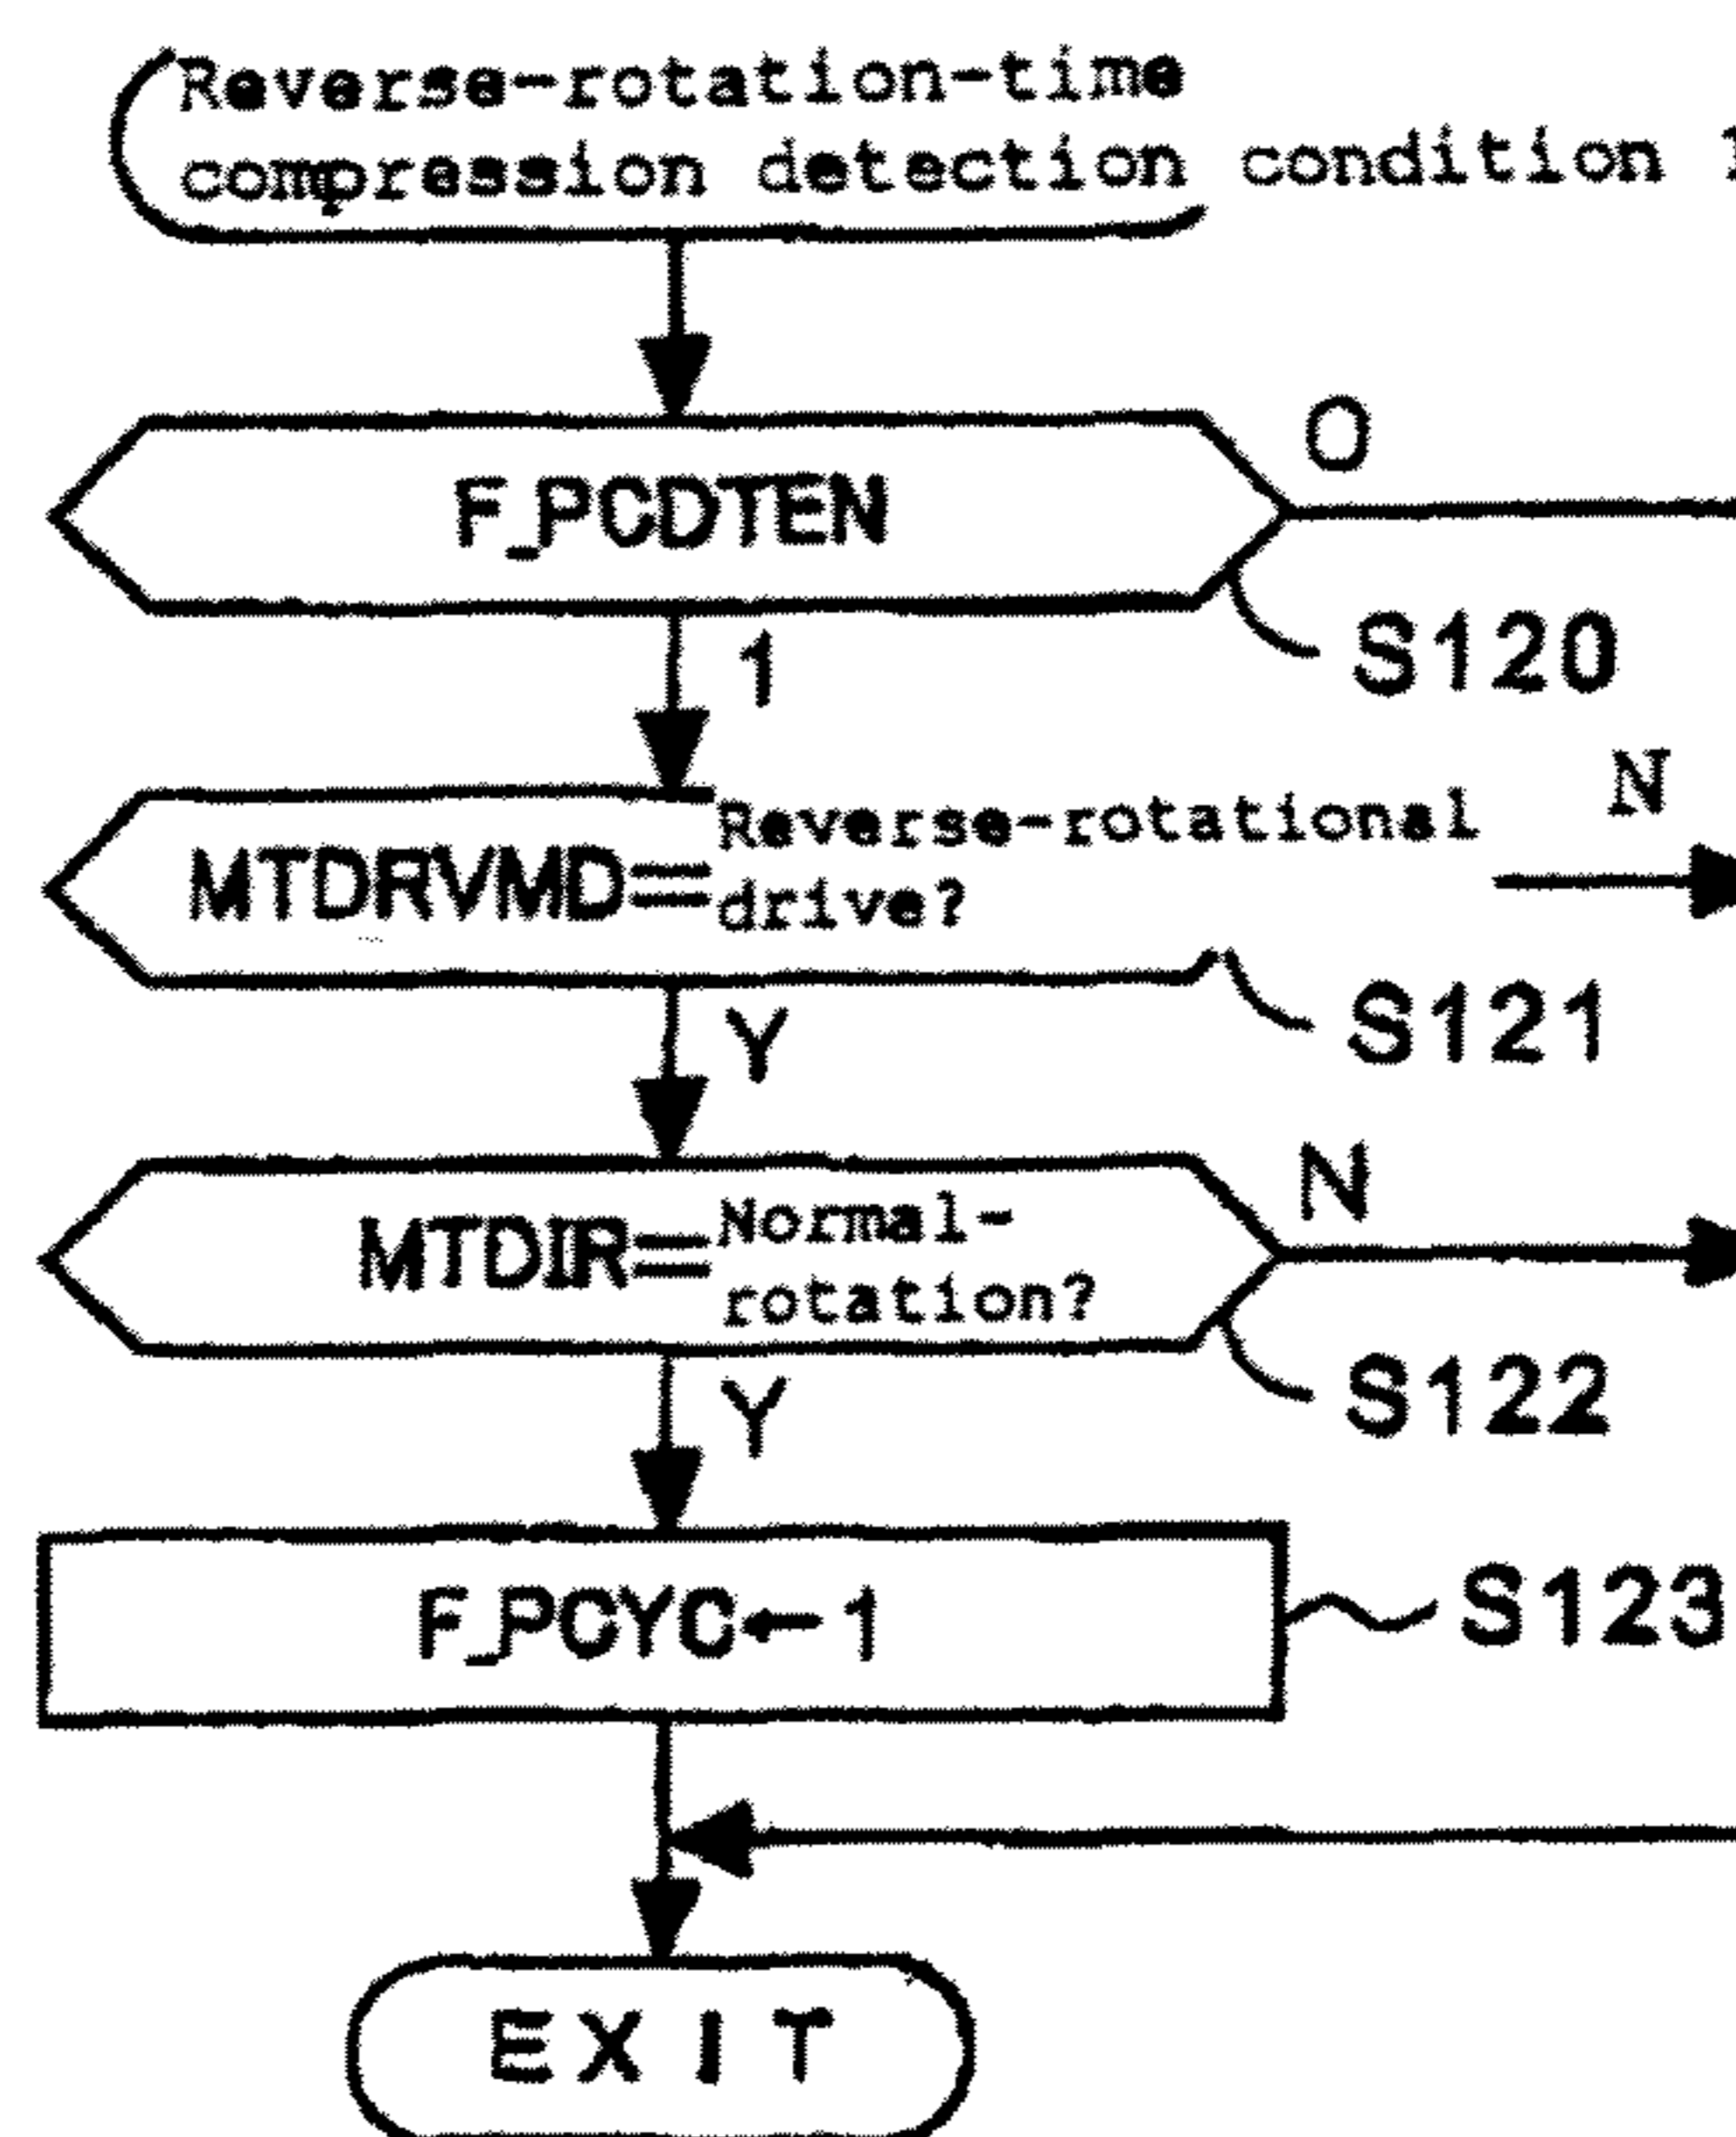 Reverse-rotation-time
compression detection condition 1
F_PCDTEN
0
S120
1
MTDRVMD=Reverse-rotational
drive?
N
S121
Y
MTDIR=Normal-
rotation?
N
S122
Y
F_PCYC←1
S123
EXIT